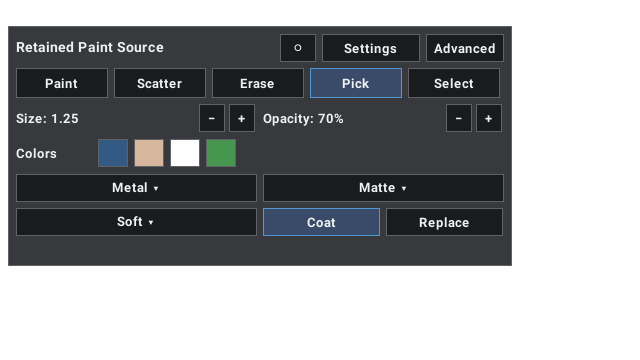 Retained Paint Source Settings Advanced
Paint Scatter Erase Pick Select
Size: 1.25 − + Opacity: 70% − +
Colors
Metal ▾ Matte ▾
Soft ▾ Coat Replace